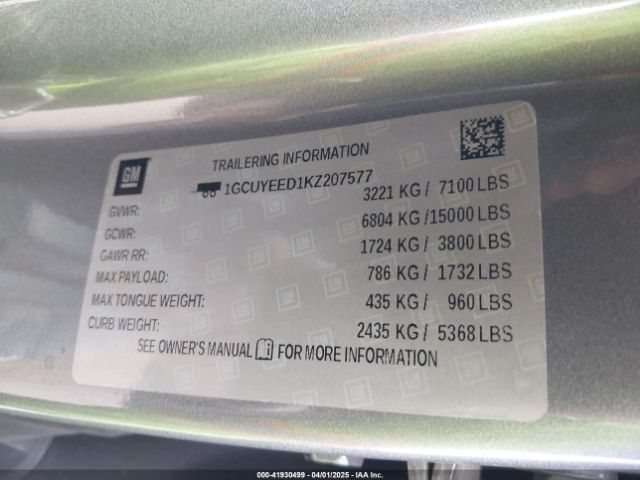 GM
TRAILERING INFORMATION
1GCUYEED1KZ207577
GVWR: 3221 KG / 7100 LBS
GCWR: 6804 KG / 15000 LBS
GAWR RR: 1724 KG / 3800 LBS
MAX PAYLOAD: 786 KG / 1732 LBS
MAX TONGUE WEIGHT: 435 KG / 960 LBS
CURB WEIGHT: 2435 KG / 5368 LBS
SEE OWNER'S MANUAL FOR MORE INFORMATION
000-41930499 - 04/01/2025 - IAA Inc.